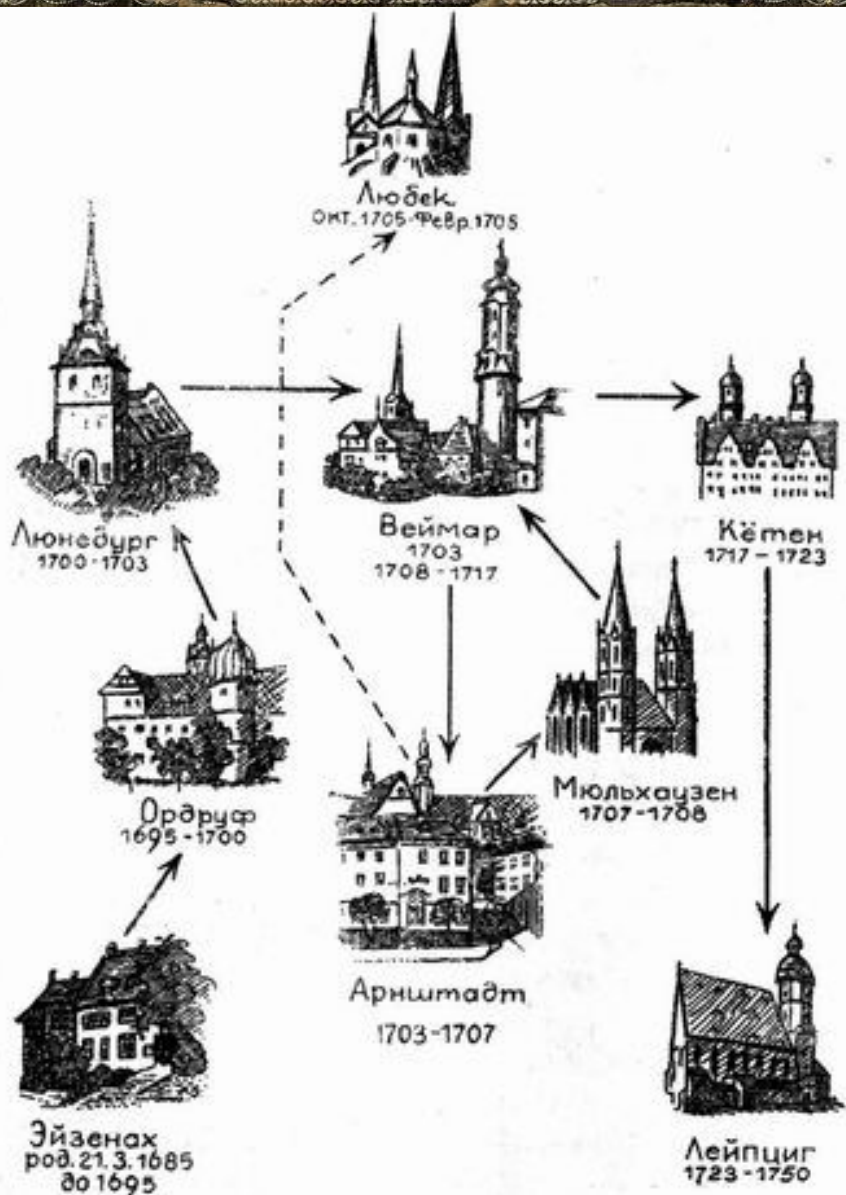 Любек
окт. 1705-Февр. 1705
Люнебург
1700-1703
Веймар
1703
1708-1717
Кётен
1717-1723
Ордруф
1695-1700
Мюльхаузен
1707-1708
Арнштадт
1703-1707
Эйзенах
род. 21.3.1685
до 1695
Лейпциг
1723-1750